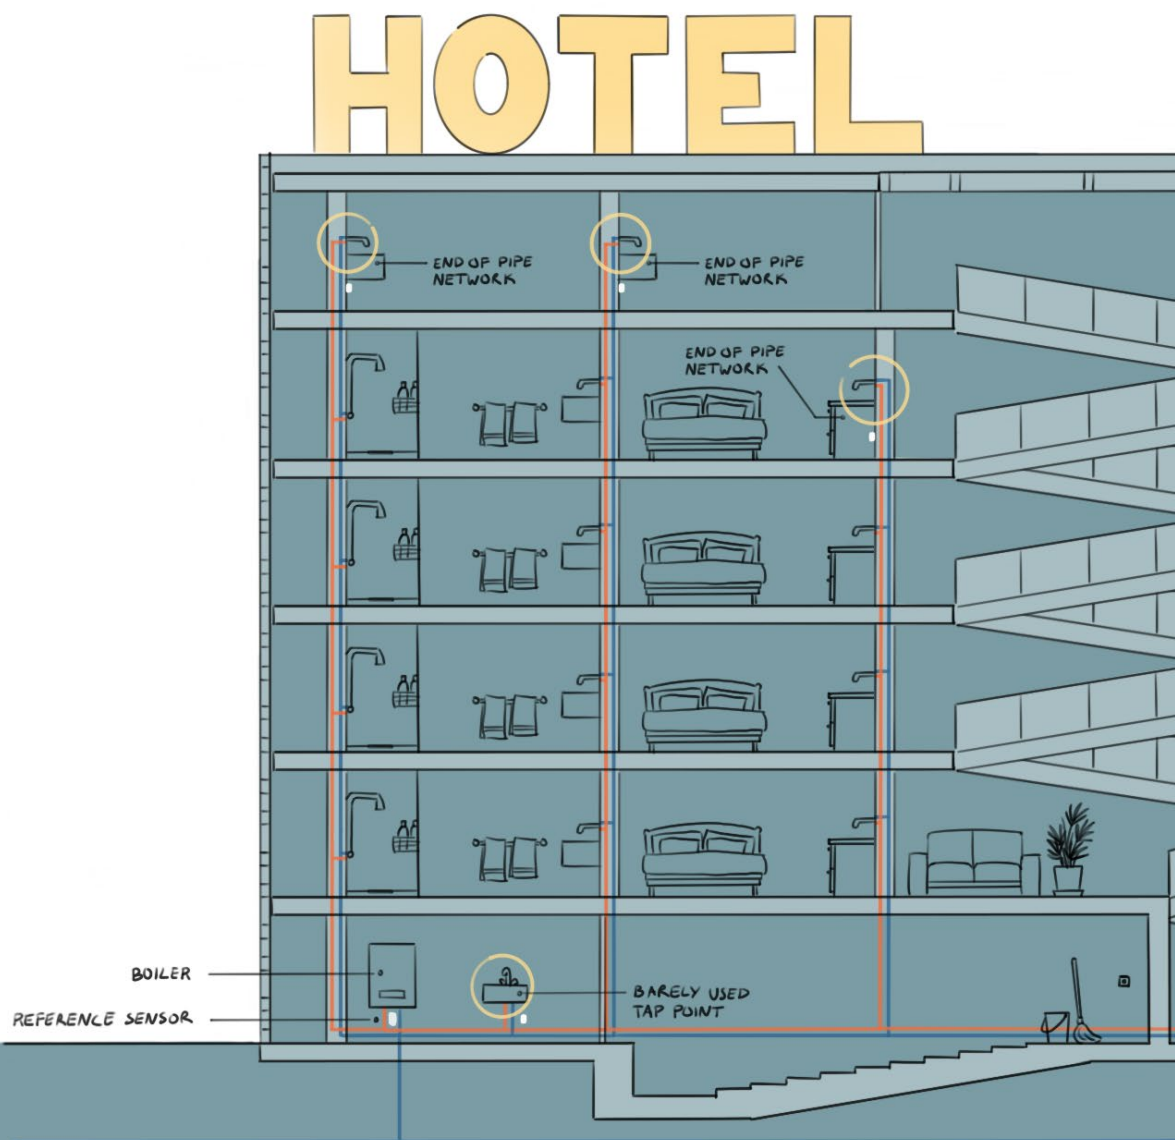 HOTEL
END OF PIPE
NETWORK
END OF PIPE
NETWORK
END OF PIPE
NETWORK
BOILER
REFERENCE SENSOR
BARELY USED
TAP POINT